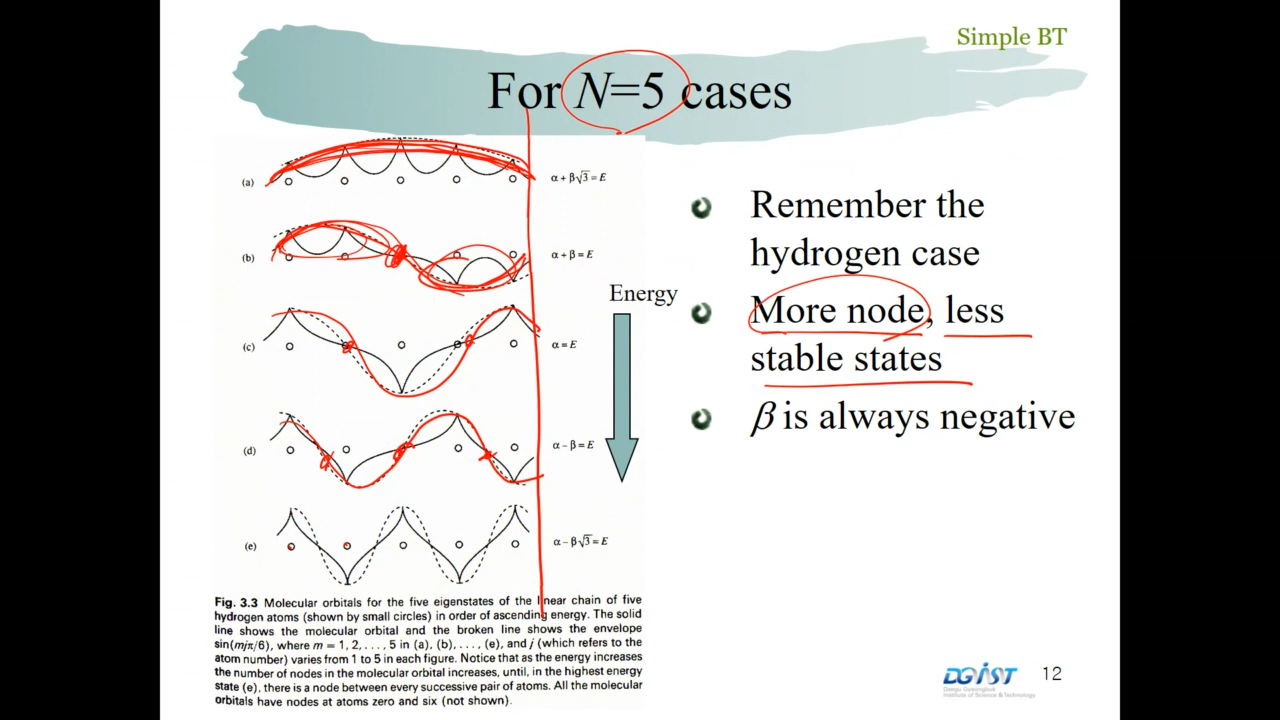 Simple BT
For N=5 cases
(a)
α + β√3 = E
(b)
α + β = E
(c)
α = E
(d)
α − β = E
(e)
α − β√3 = E
Energy
Remember the
hydrogen case
More node, less
stable states
β is always negative
Fig. 3.3 Molecular orbitals for the five eigenstates of the linear chain of five
hydrogen atoms (shown by small circles) in order of ascending energy. The solid
line shows the molecular orbital and the broken line shows the envelope
sin(mjπ/6), where m = 1, 2, . . . , 5 in (a), (b), . . . , (e), and j (which refers to the
atom number) varies from 1 to 5 in each figure. Notice that as the energy increases
the number of nodes in the molecular orbital increases, until, in the highest energy
state (e), there is a node between every successive pair of atoms. All the molecular
orbitals have nodes at atoms zero and six (not shown).
DGIST
Daegu Gyeongbuk
Institute of Science & Technology
12